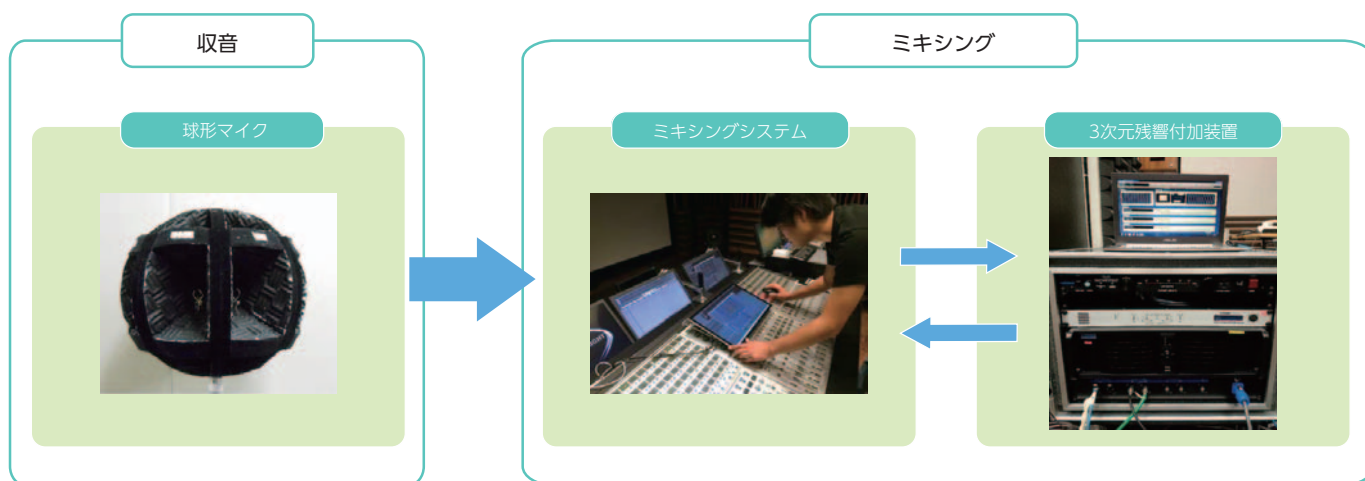 収音
ミキシング
球形マイク
ミキシングシステム
3次元残響付加装置